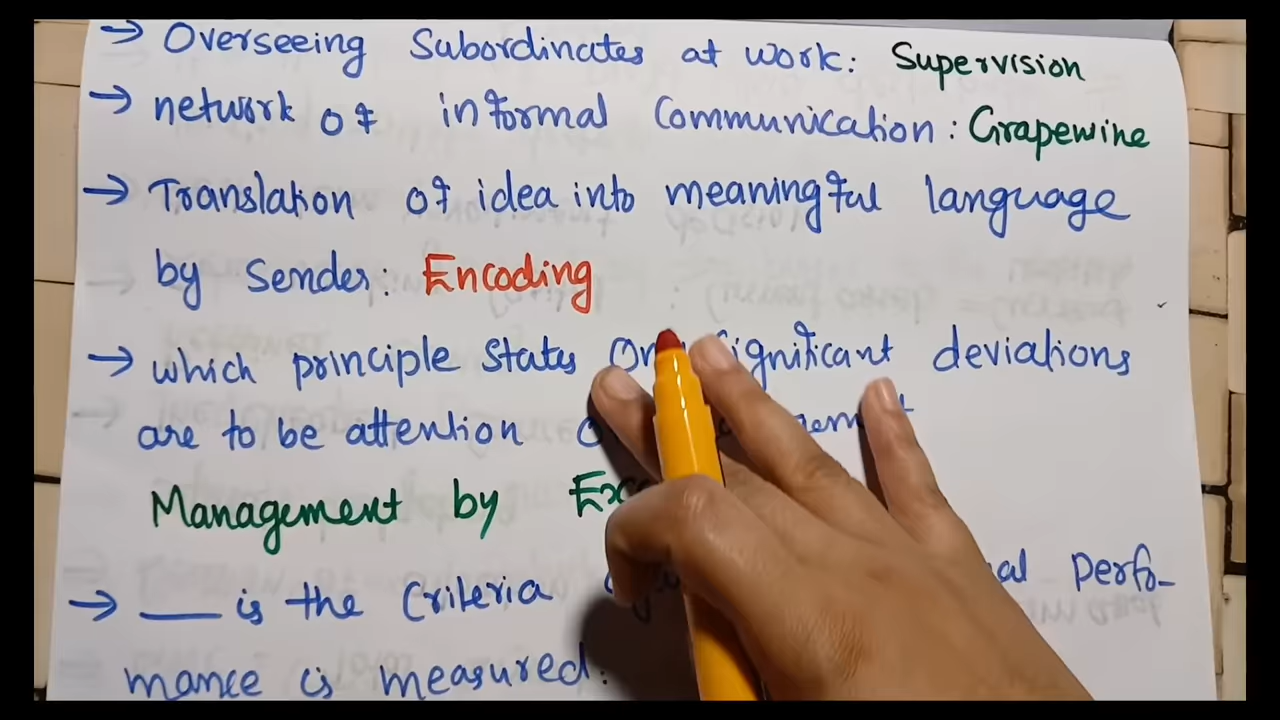 → Overseeing Subordinates at work: Supervision
→ network of informal Communication: Grapewine
→ Translation of idea into meaningful language
by Sender: Encoding
→ which principle States significant deviations
are to be attention
Management by
→ ___ is the Criteria perfo-
mance is measured: